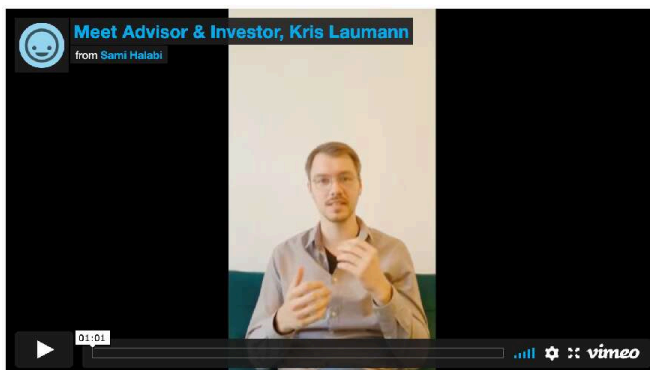 Meet Advisor & Investor, Kris Laumann
from Sami Halabi
01:01
vimeo